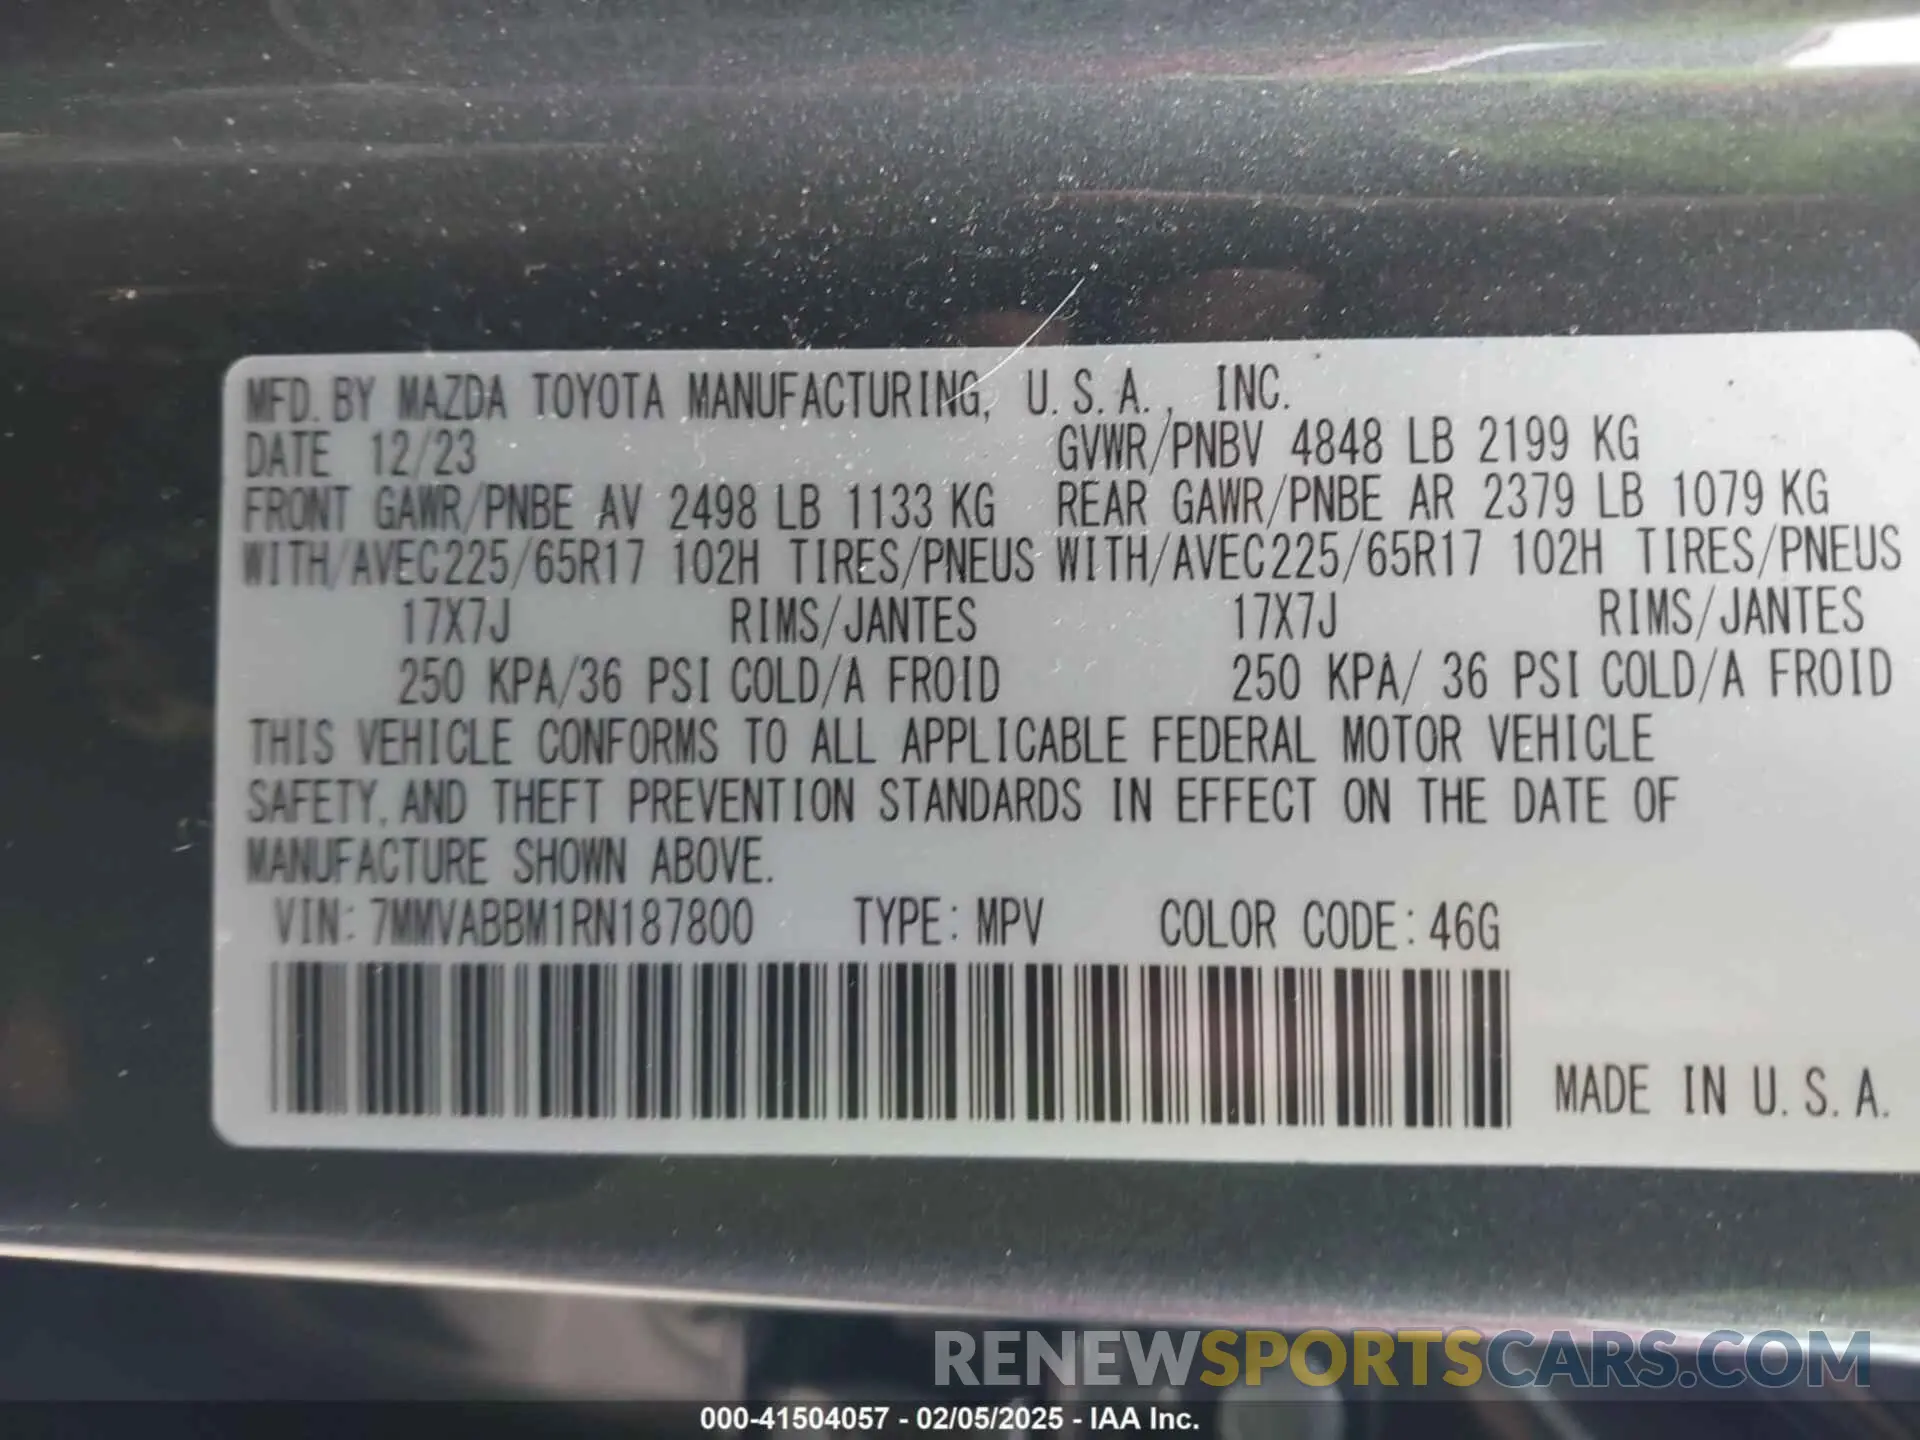 MFD. BY MAZDA TOYOTA MANUFACTURING, U.S.A., INC.
DATE 12/23 GVWR/PNBV 4848 LB 2199 KG
FRONT GAWR/PNBE AV 2498 LB 1133 KG REAR GAWR/PNBE AR 2379 LB 1079 KG
WITH/AVEC225/65R17 102H TIRES/PNEUS WITH/AVEC225/65R17 102H TIRES/PNEUS
17X7J RIMS/JANTES 17X7J RIMS/JANTES
250 KPA/36 PSI COLD/A FROID 250 KPA/ 36 PSI COLD/A FROID
THIS VEHICLE CONFORMS TO ALL APPLICABLE FEDERAL MOTOR VEHICLE
SAFETY, AND THEFT PREVENTION STANDARDS IN EFFECT ON THE DATE OF
MANUFACTURE SHOWN ABOVE.
VIN: 7MMVABBM1RN187800 TYPE: MPV COLOR CODE: 46G
MADE IN U.S.A.
RENEWSPORTSCARS.COM
000-41504057 - 02/05/2025 - IAA Inc.